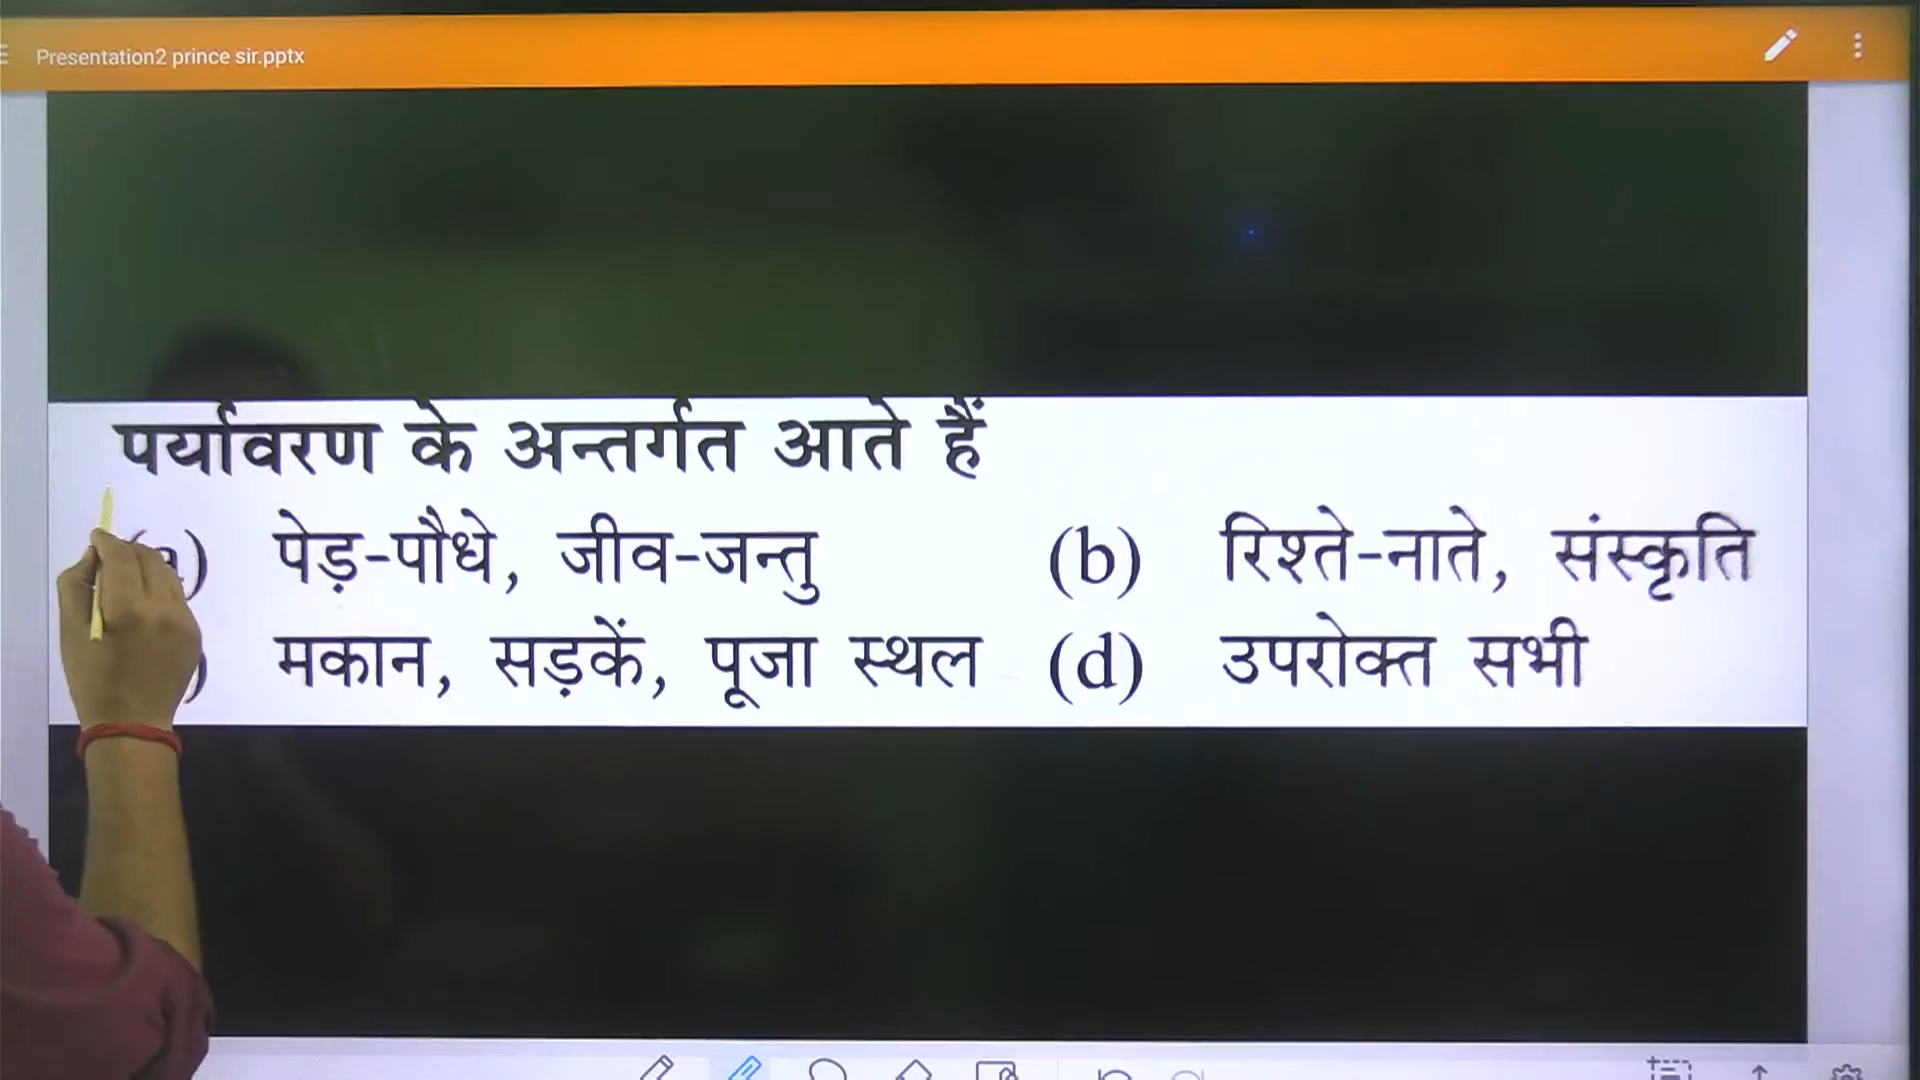 Presentation2 prince sir.pptx
पर्यावरण के अन्तर्गत आते हैं
पेड़-पौधे, जीव-जन्तु (b) रिश्ते-नाते, संस्कृति
मकान, सड़कें, पूजा स्थल (d) उपरोक्त सभी